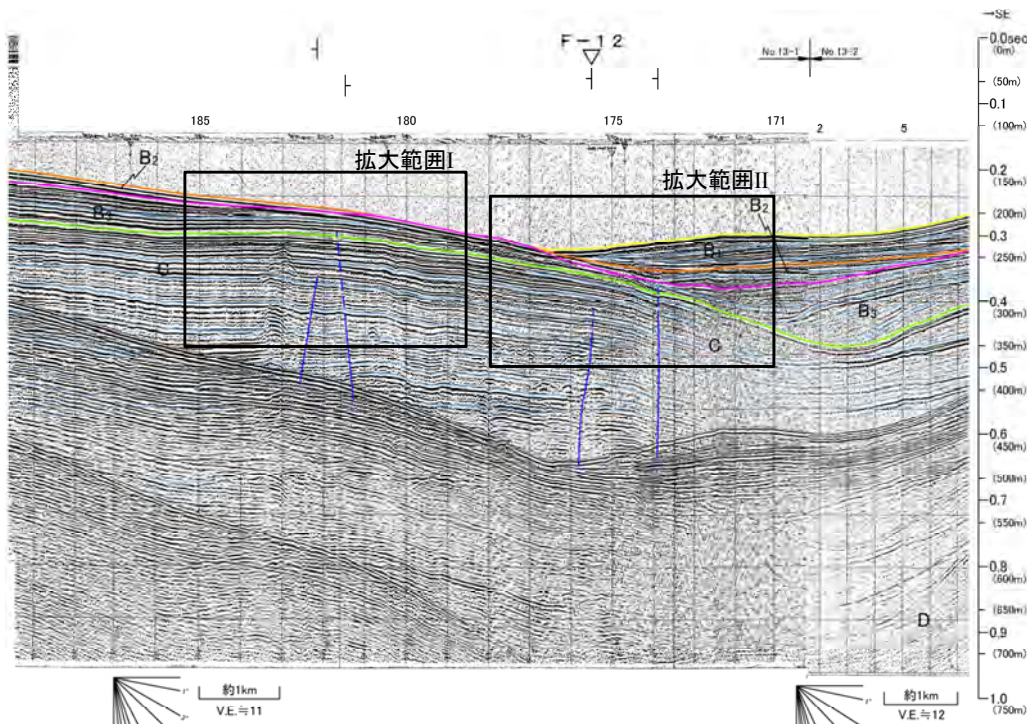 →SE
F-12
No.13-1 No.13-2
0.0sec
(0m)
(50m)
0.1
(100m)
185 180 175 171 2 5
拡大範囲I
拡大範囲II
0.2
(150m)
B₂
B₂
(200m)
B₃
0.3
B₁
(250m)
C
0.4
B₃
(300m)
C
(350m)
0.5
(400m)
0.6
(450m)
(500m)
0.7
(550m)
0.8
(600m)
(650m)
D
0.9
(700m)
1.0
(750m)
1°
2°
約1km
V.E.≒11
1°
約1km
V.E.≒12